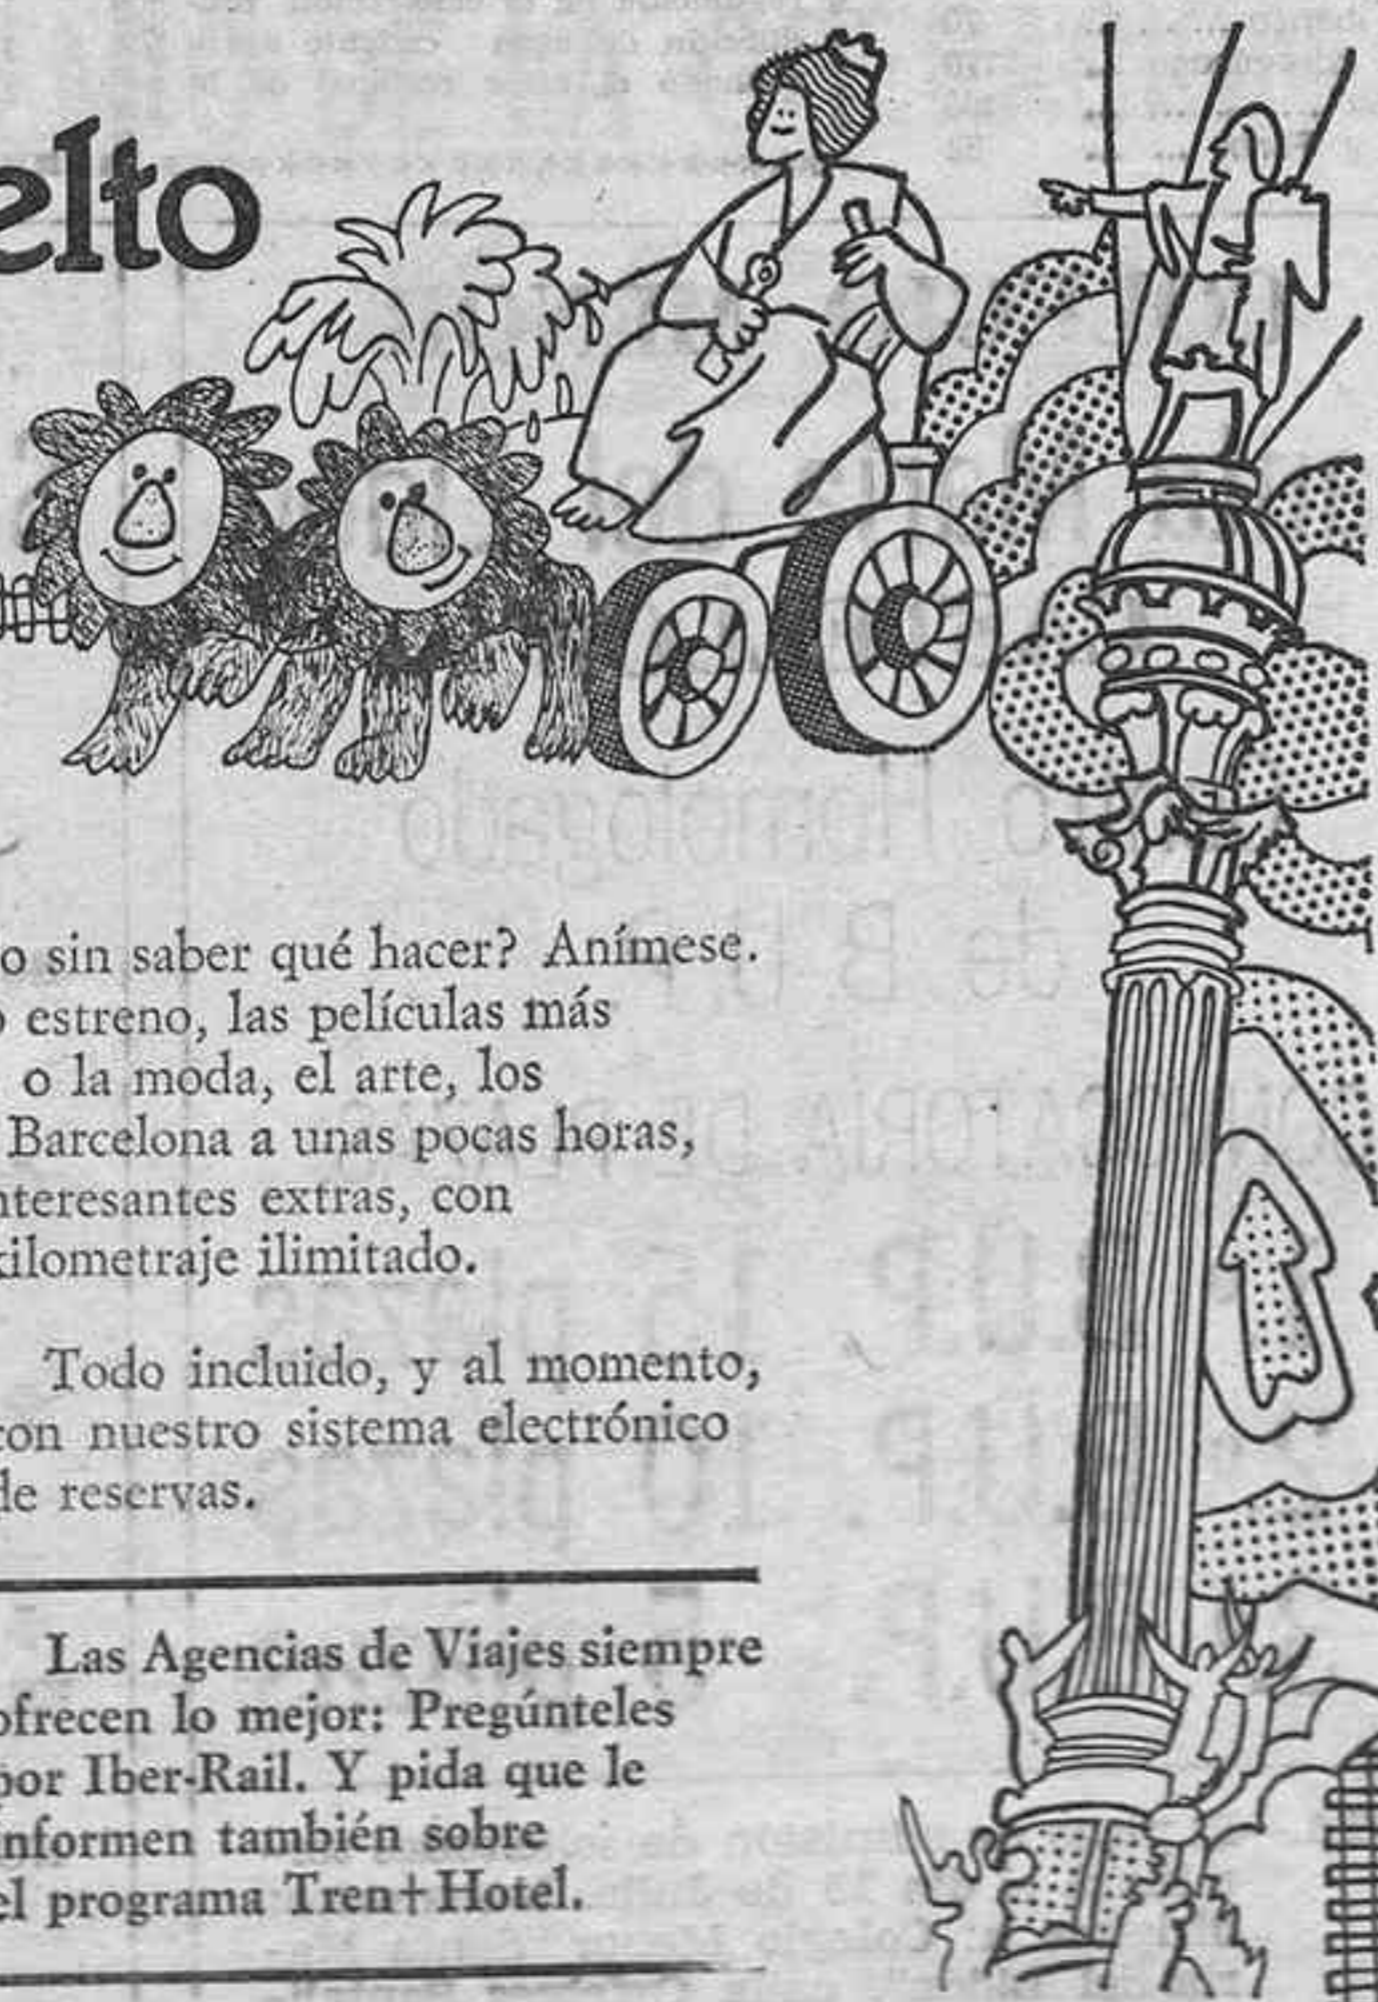 elto
o sin saber qué hacer? Anímese.
o estreno, las películas más
o la moda, el arte, los
Barcelona a unas pocas horas,
nteresantes extras, con
kilometraje ilimitado.
Todo incluido, y al momento,
con nuestro sistema electrónico
de reservas.
Las Agencias de Viajes siempre
ofrecen lo mejor: Pregúnteles
por Iber-Rail. Y pida que le
informen también sobre
el programa Tren+Hotel.